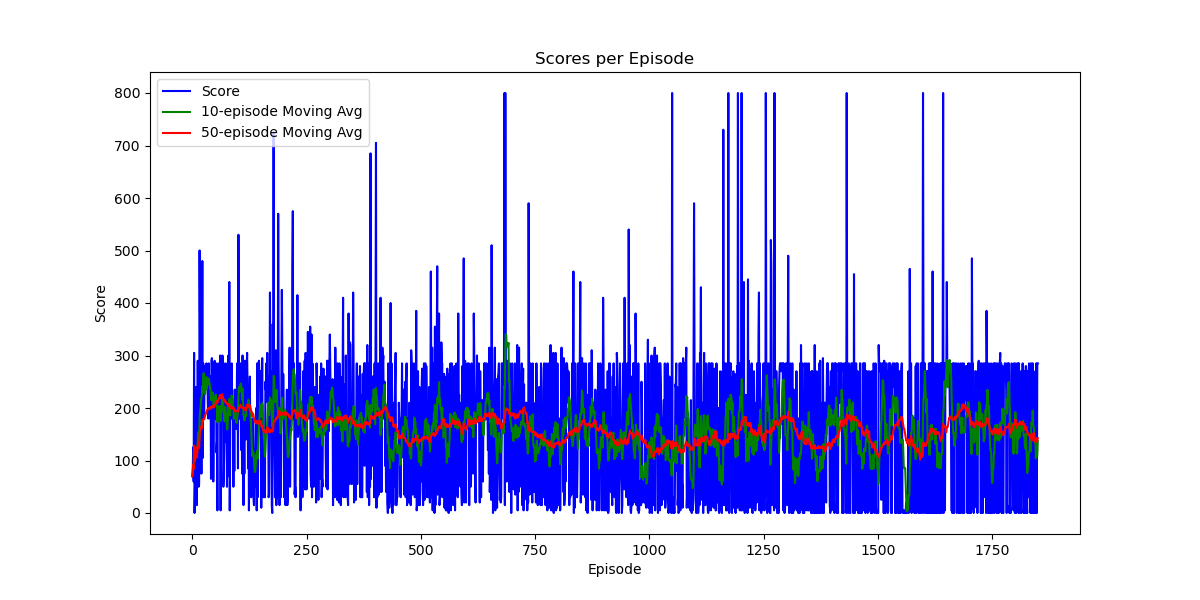 Scores per Episode
Score
10-episode Moving Avg
50-episode Moving Avg
800
700
600
500
400
300
200
100
0
Score
0 250 500 750 1000 1250 1500 1750
Episode